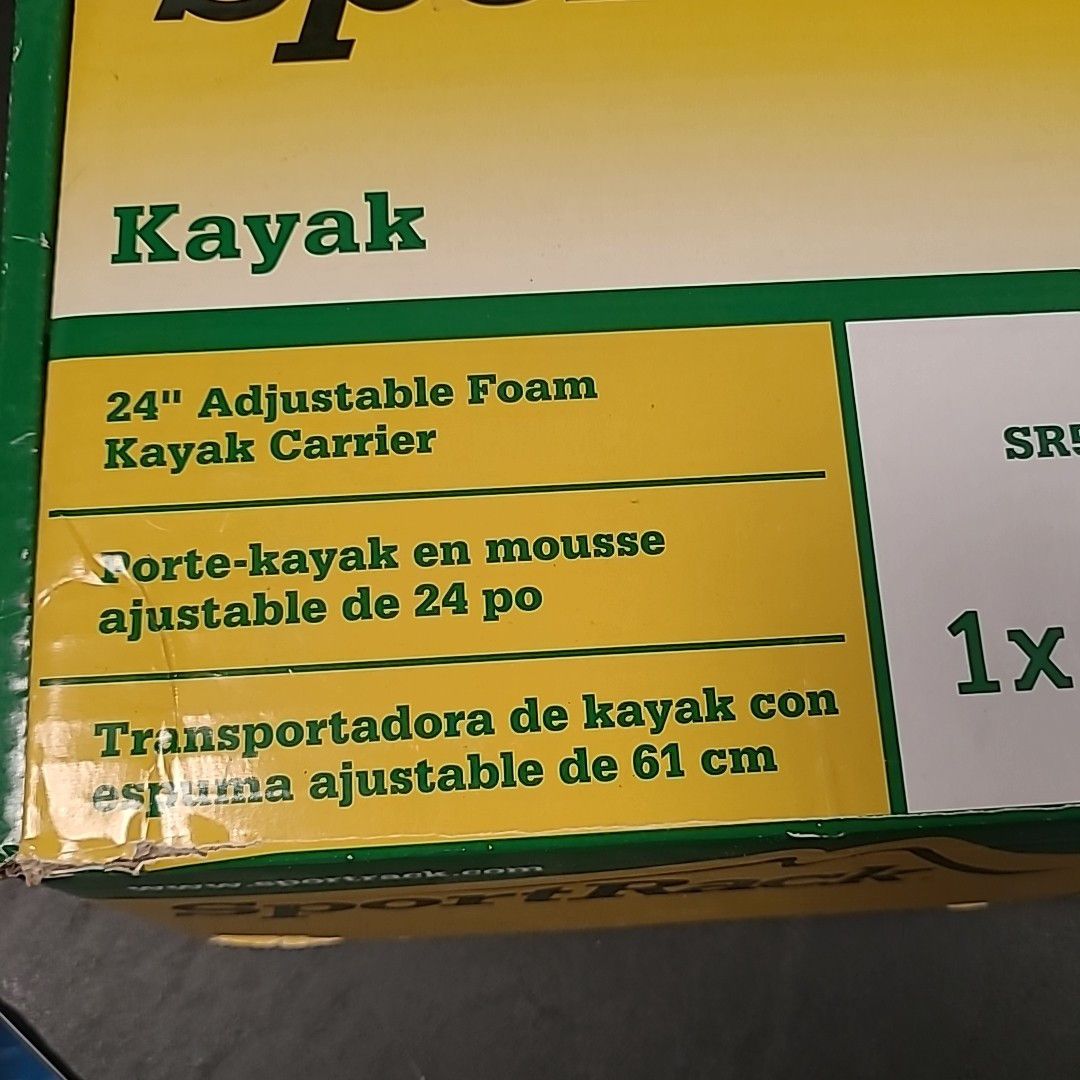 Kayak
24" Adjustable Foam
Kayak Carrier
Porte-kayak en mousse
ajustable de 24 po
Transportadora de kayak con
espuma ajustable de 61 cm
1x
www.sportrack.com
SportRack